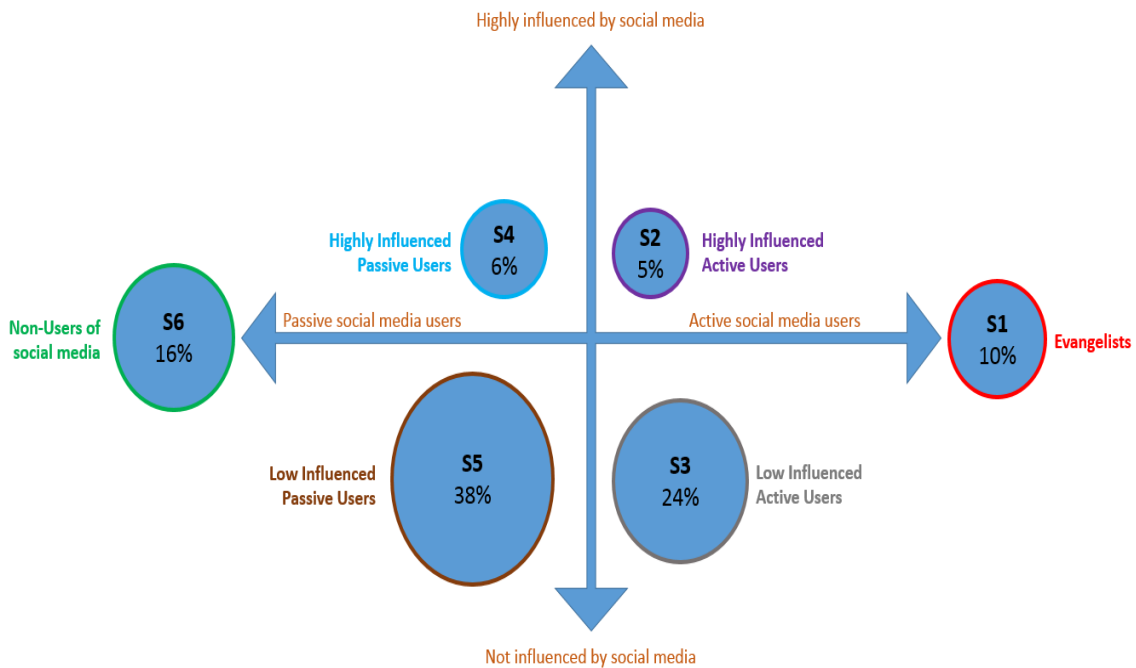 Highly influenced by social media
S4
6%
Highly Influenced
Passive Users
S2
5%
Highly Influenced
Active Users
Non-Users of
social media
S6
16%
Passive social media users
Active social media users
S1
10%
Evangelists
Low Influenced
Passive Users
S5
38%
S3
24%
Low Influenced
Active Users
Not influenced by social media